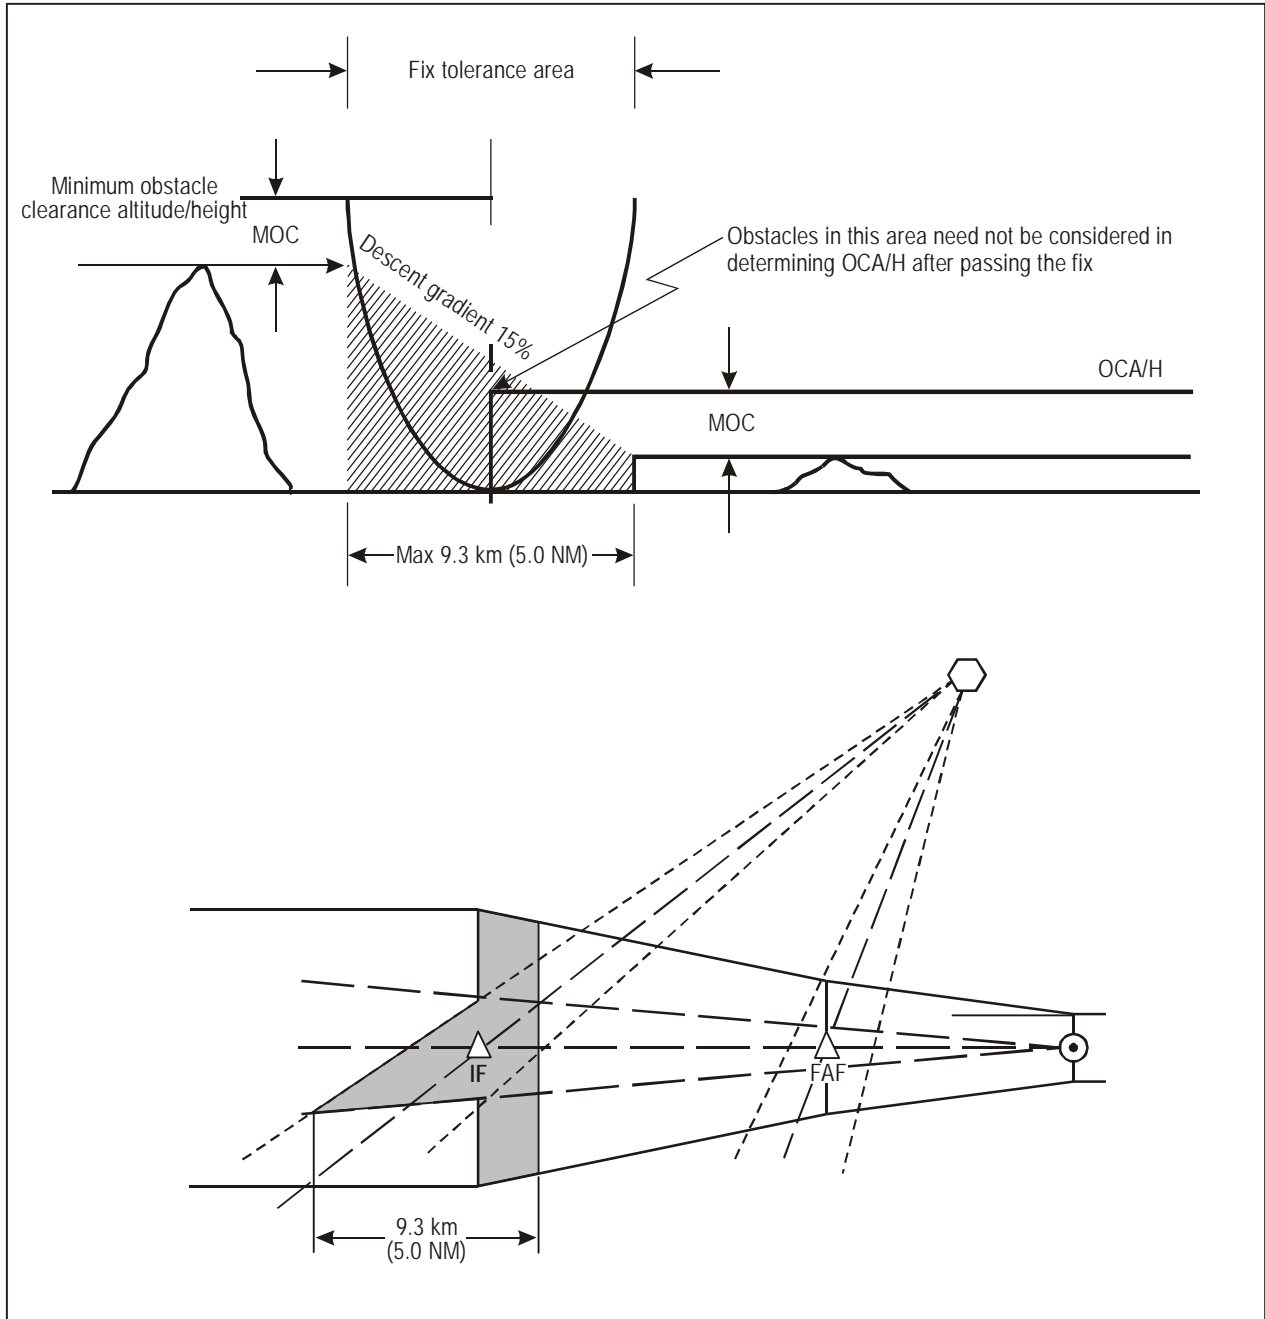 Fix tolerance area
Minimum obstacle
clearance altitude/height
MOC
Descent gradient 15%
Obstacles in this area need not be considered in
determining OCA/H after passing the fix
OCA/H
MOC
Max 9.3 km (5.0 NM)
IF
FAF
9.3 km
(5.0 NM)